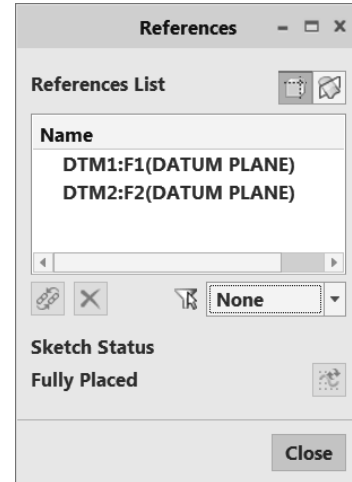 References
References List
Name
DTM1:F1(DATUM PLANE)
DTM2:F2(DATUM PLANE)
None
Sketch Status
Fully Placed
Close